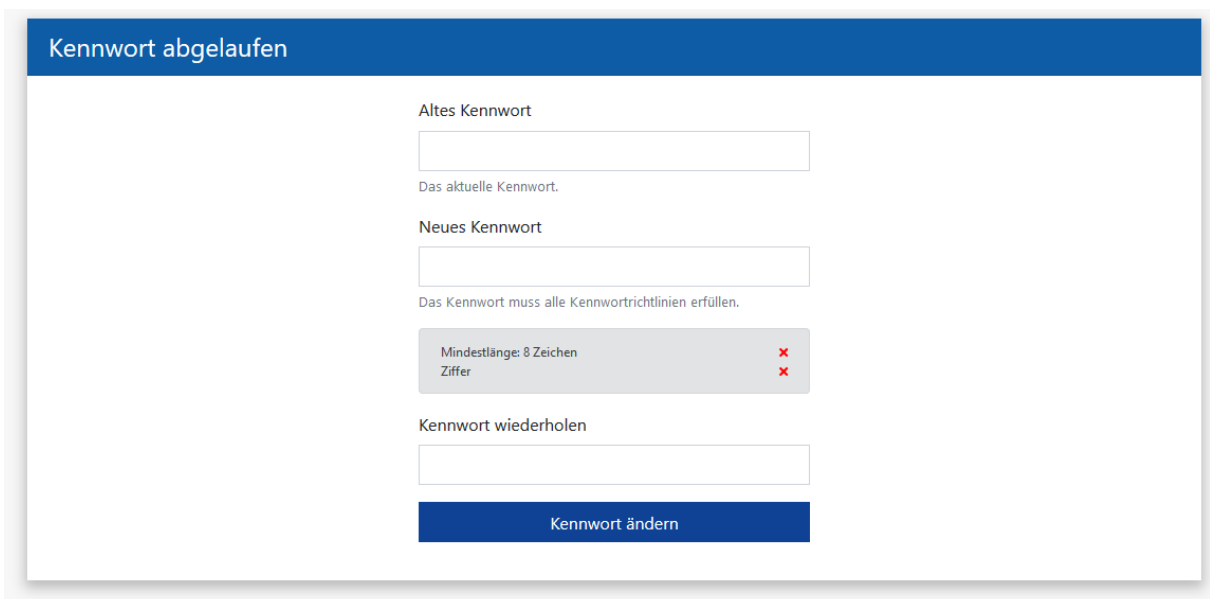 Kennwort abgelaufen
Altes Kennwort
Das aktuelle Kennwort.
Neues Kennwort
Das Kennwort muss alle Kennwortrichtlinien erfüllen.
Mindestlänge: 8 Zeichen
Ziffer
Kennwort wiederholen
Kennwort ändern